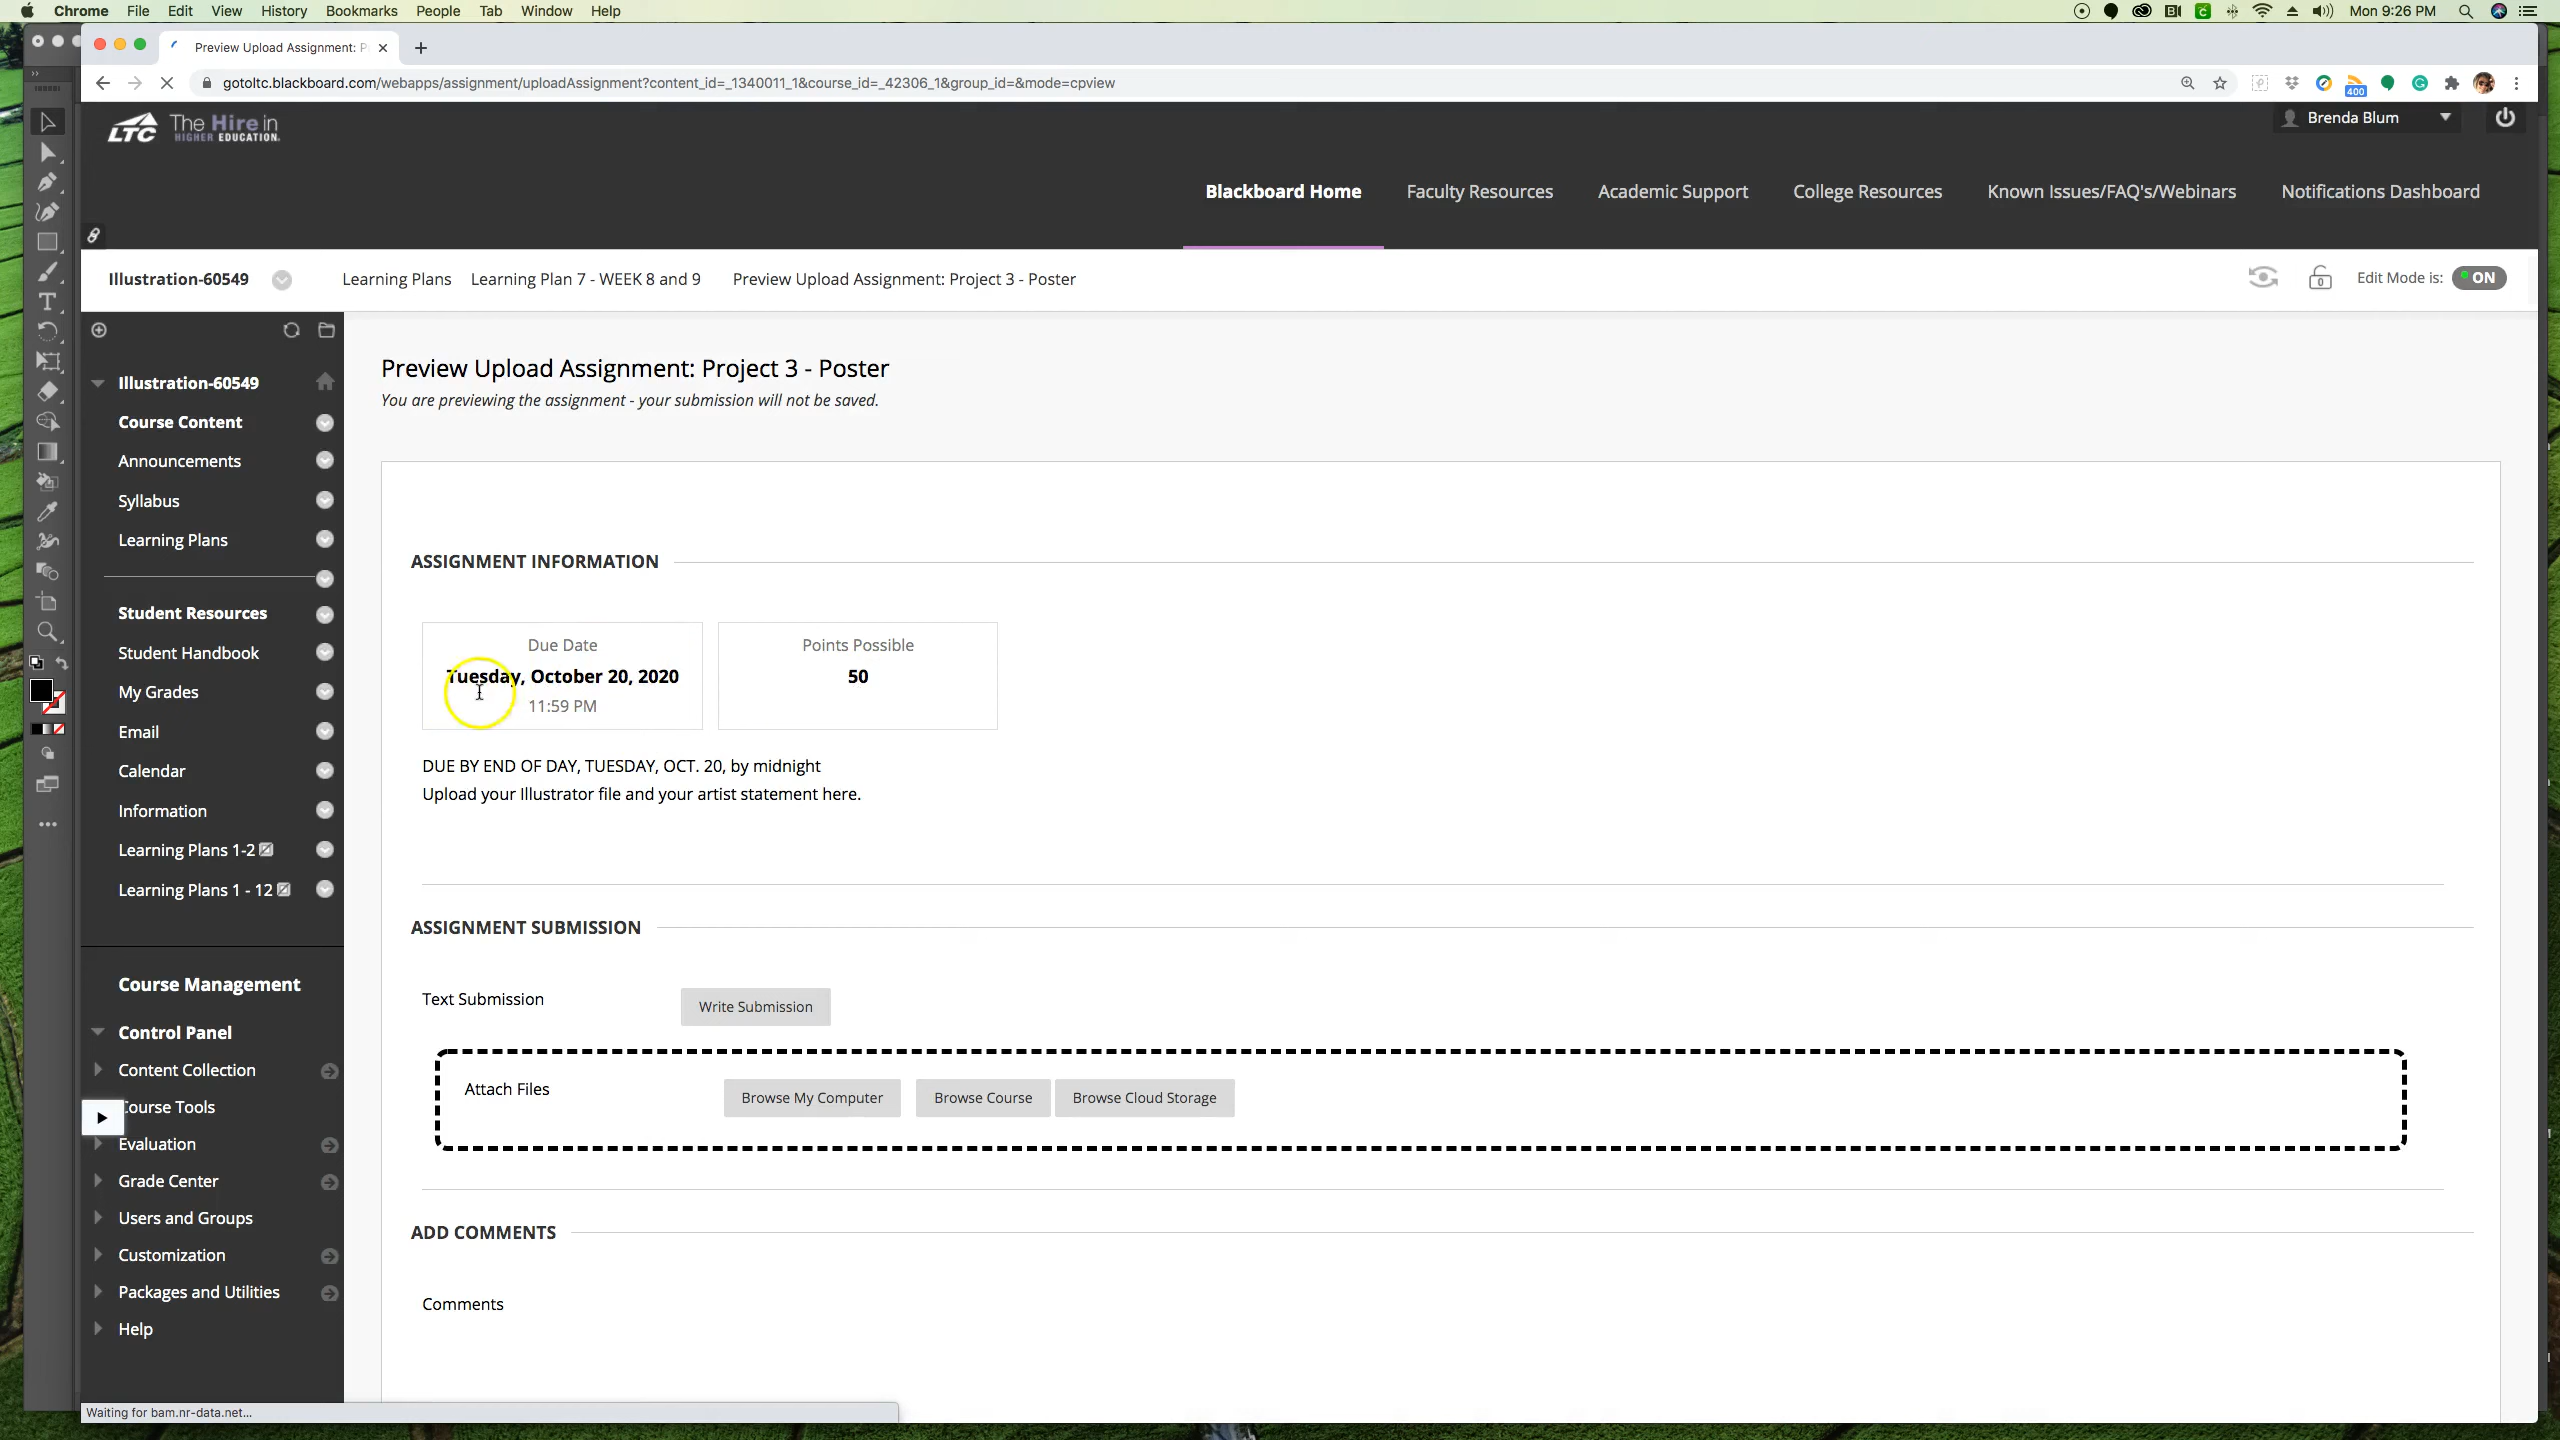 Chrome File Edit View History Bookmarks People Tab Window Help
Mon 9:26 PM
Preview Upload Assignment: P
gotoltc.blackboard.com/webapps/assignment/uploadAssignment?content_id=_1340011_1&course_id=_42306_1&group_id=&mode=cpview
400
LTC The Hire in
HIGHER EDUCATION.
Brenda Blum
Blackboard Home Faculty Resources Academic Support College Resources Known Issues/FAQ's/Webinars Notifications Dashboard
Illustration-60549 Learning Plans Learning Plan 7 - WEEK 8 and 9 Preview Upload Assignment: Project 3 - Poster Edit Mode is: ON
Illustration-60549
Course Content
Announcements
Syllabus
Learning Plans
Student Resources
Student Handbook
My Grades
Email
Calendar
Information
Learning Plans 1-2
Learning Plans 1 - 12
Course Management
Control Panel
Content Collection
Course Tools
Evaluation
Grade Center
Users and Groups
Customization
Packages and Utilities
Help
Preview Upload Assignment: Project 3 - Poster
You are previewing the assignment - your submission will not be saved.
ASSIGNMENT INFORMATION
Due Date
Tuesday, October 20, 2020
11:59 PM
Points Possible
50
DUE BY END OF DAY, TUESDAY, OCT. 20, by midnight
Upload your Illustrator file and your artist statement here.
ASSIGNMENT SUBMISSION
Text Submission Write Submission
Attach Files Browse My Computer Browse Course Browse Cloud Storage
ADD COMMENTS
Comments
Waiting for bam.nr-data.net...